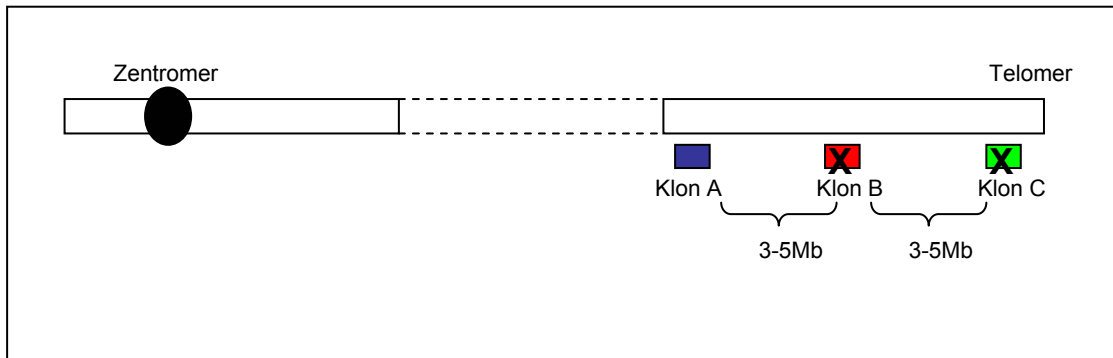 Zentromer Telomer
X X
Klon A Klon B Klon C
3-5Mb 3-5Mb